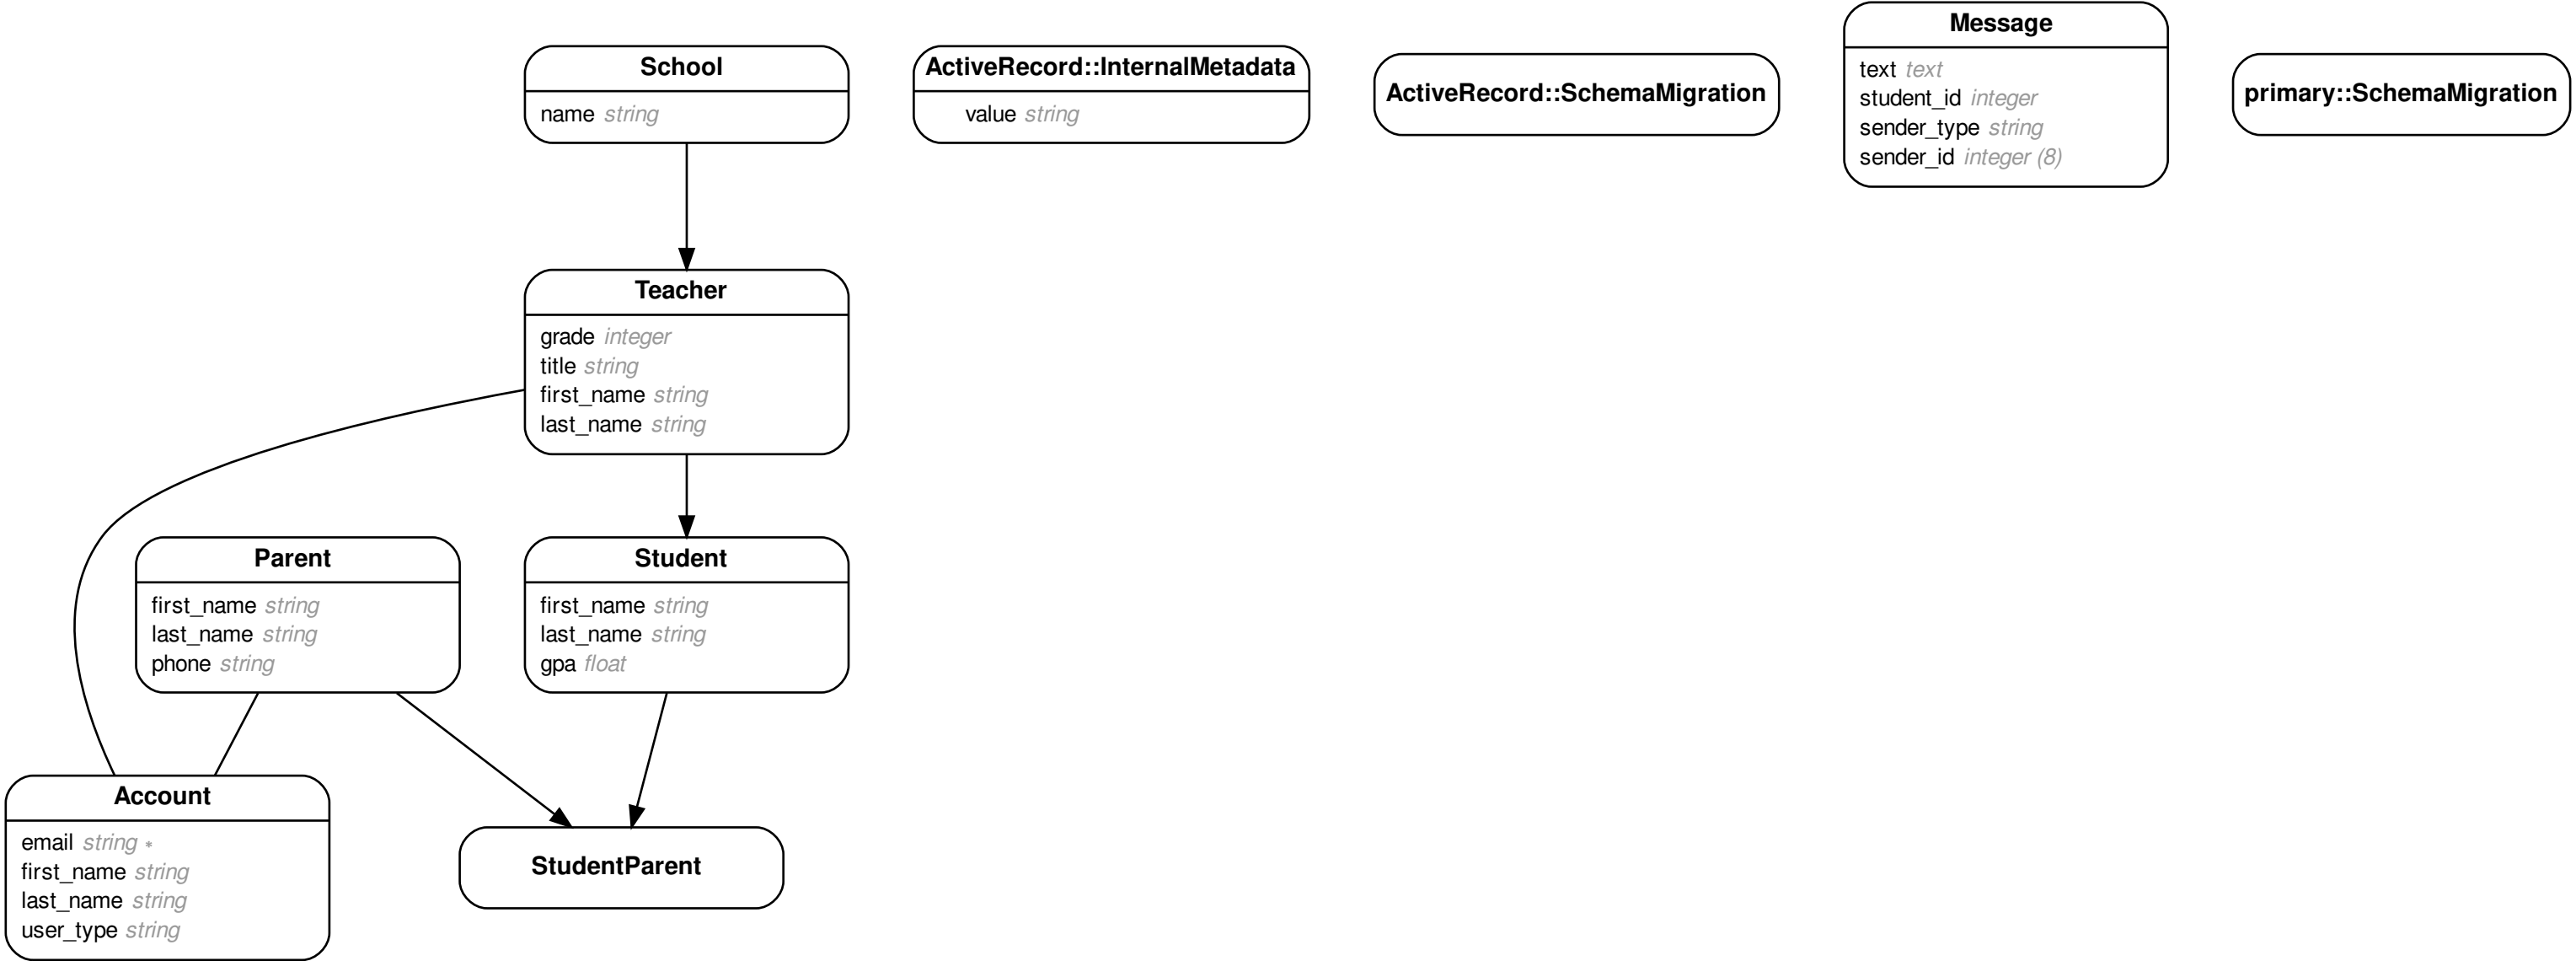 School
name string
ActiveRecord::InternalMetadata
value string
ActiveRecord::SchemaMigration
Message
text text
student_id integer
sender_type string
sender_id integer (8)
primary::SchemaMigration
Teacher
grade integer
title string
first_name string
last_name string
Parent
first_name string
last_name string
phone string
Student
first_name string
last_name string
gpa float
Account
email string *
first_name string
last_name string
user_type string
StudentParent